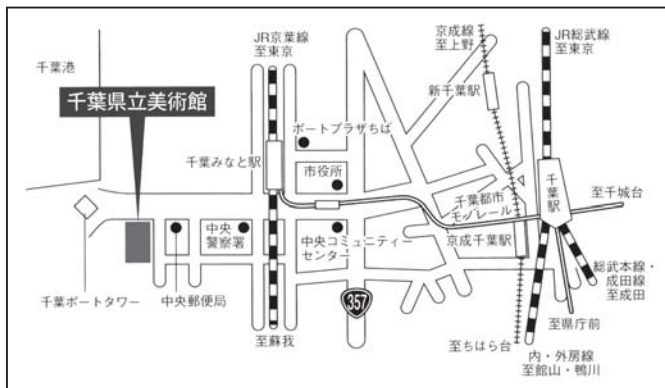 JR京葉線
至東京
京成線
至上野
JR総武線
至東京
千葉港
千葉県立美術館
新千葉駅
ポートプラザちば
千葉みなと駅
市役所
千葉都市
モノレール
千葉駅
至千城台
中央
警察署
中央コミュニティー
センター
京成千葉駅
総武本線・
成田線
至成田
千葉ポートタワー
中央郵便局
357
至県庁前
至蘇我
至ちはら台
内・外房線
至館山・鴨川